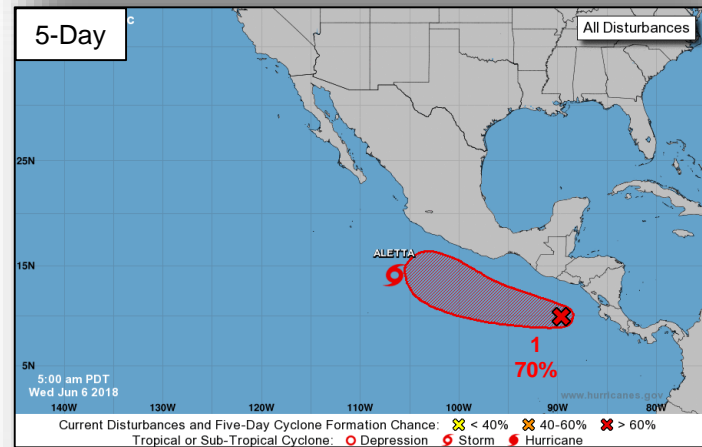 5-Day
C
All Disturbances
25N
ALETTA
15N
1
70%
5N
5:00 am PDT
Wed Jun 6 2018
www.hurricanes.gov
140W 130W 120W 110W 100W 90W 80W
Current Disturbances and Five-Day Cyclone Formation Chance: < 40% 40-60% > 60%
Tropical or Sub-Tropical Cyclone: Depression Storm Hurricane